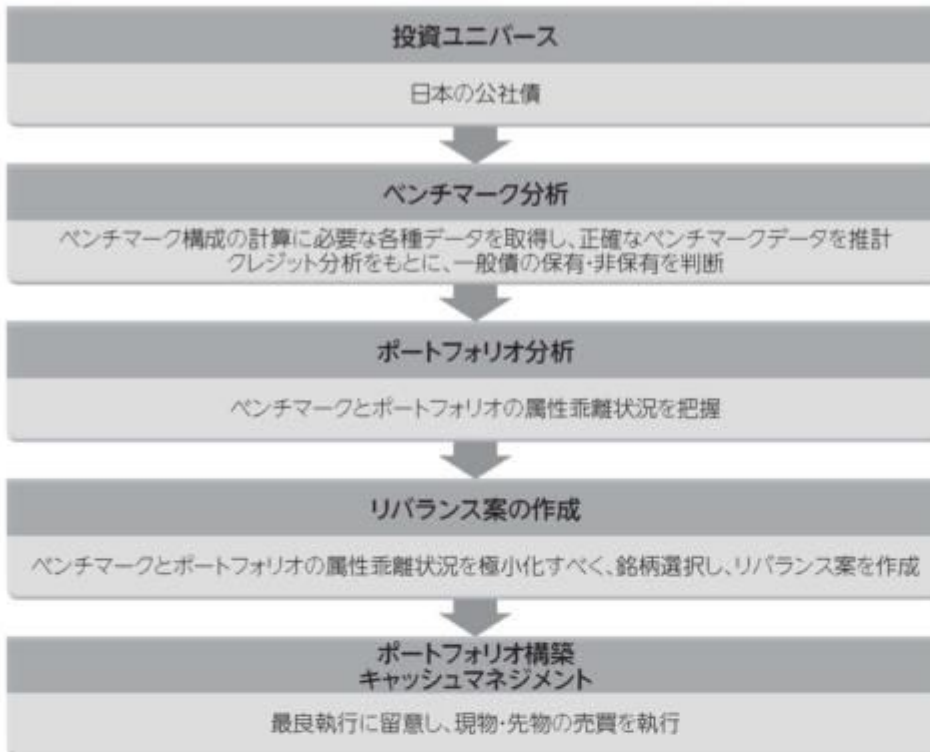 投資ユニバース
日本の公社債
ベンチマーク分析
ベンチマーク構成の計算に必要な各種データを取得し、正確なベンチマークデータを推計
クレジット分析をもとに、一般債の保有・非保有を判断
ポートフォリオ分析
ベンチマークとポートフォリオの属性乖離状況を把握
リバランス案の作成
ベンチマークとポートフォリオの属性乖離状況を極小化すべく、銘柄選択し、リバランス案を作成
ポートフォリオ構築
キャッシュマネジメント
最良執行に留意し、現物・先物の売買を執行